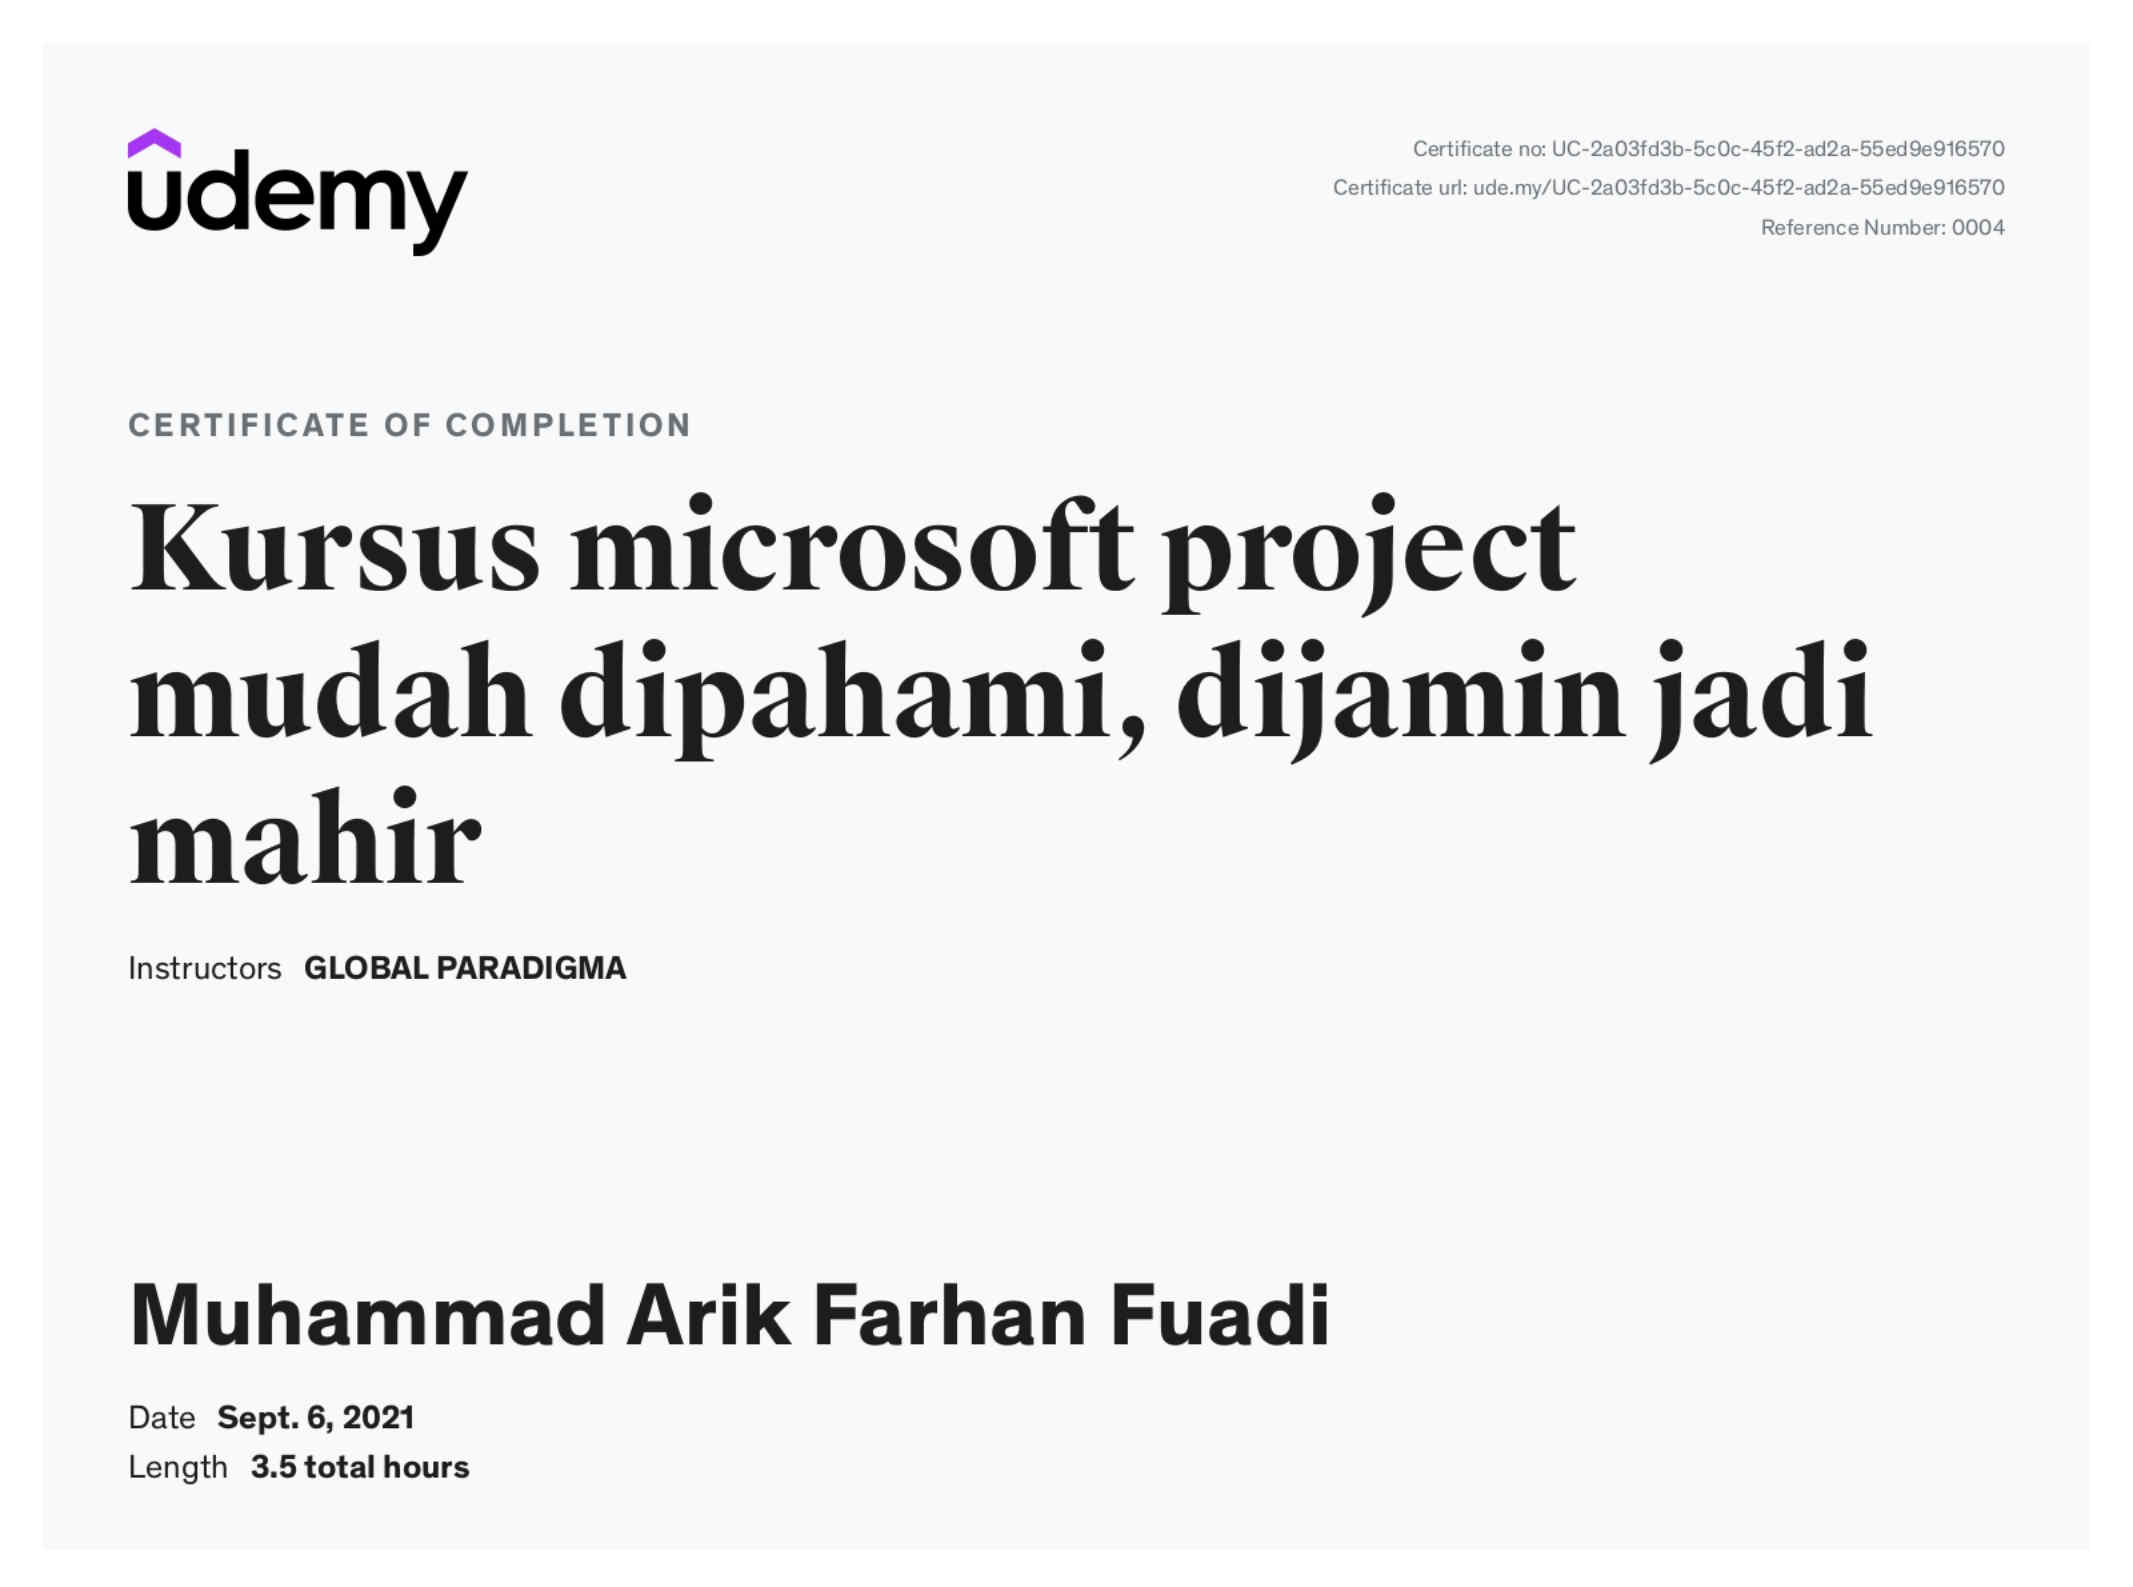 udemy
Certificate no: UC-2a03fd3b-5c0c-45f2-ad2a-55ed9e916570
Certificate url: ude.my/UC-2a03fd3b-5c0c-45f2-ad2a-55ed9e916570
Reference Number: 0004
CERTIFICATE OF COMPLETION
Kursus microsoft project
mudah dipahami, dijamin jadi
mahir
Instructors GLOBAL PARADIGMA
Muhammad Arik Farhan Fuadi
Date Sept. 6, 2021
Length 3.5 total hours